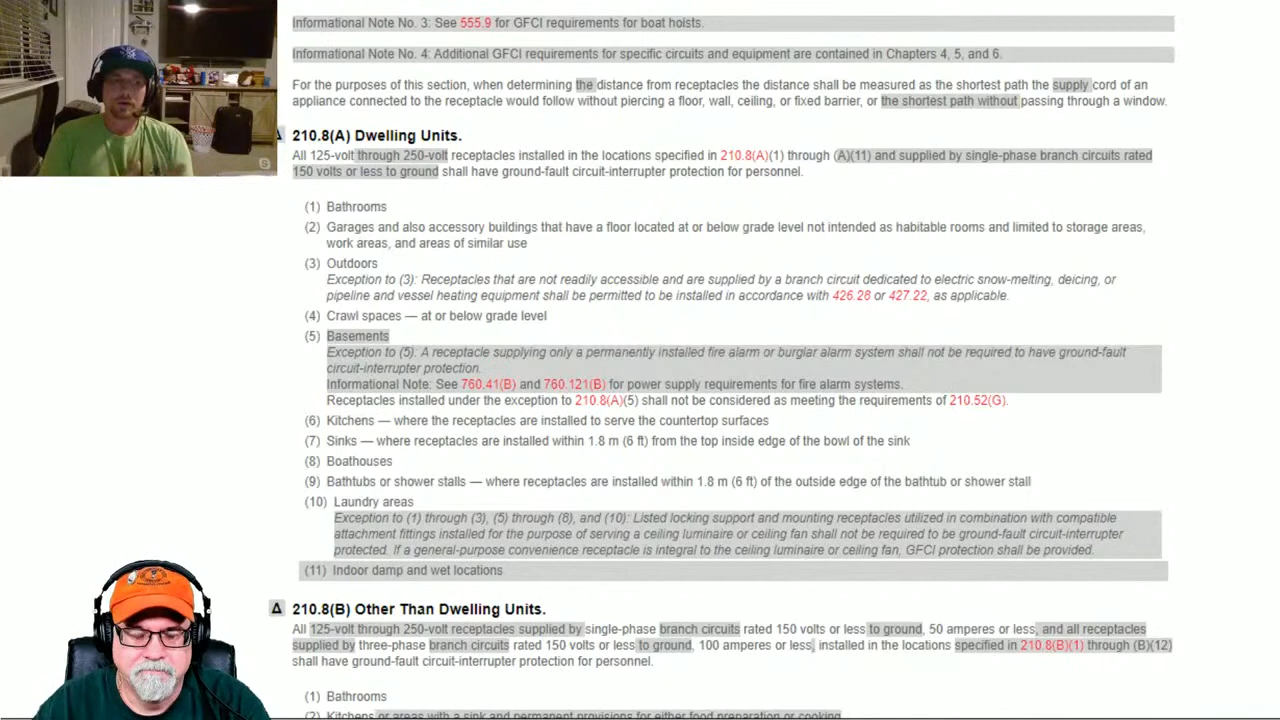 Informational Note No. 3: See 555.9 for GFCI requirements for boat hoists.
Informational Note No. 4: Additional GFCI requirements for specific circuits and equipment are contained in Chapters 4, 5, and 6.
For the purposes of this section, when determining the distance from receptacles the distance shall be measured as the shortest path the supply cord of an
appliance connected to the receptacle would follow without piercing a floor, wall, ceiling, or fixed barrier, or the shortest path without passing through a window.
210.8(A) Dwelling Units.
All 125-volt through 250-volt receptacles installed in the locations specified in 210.8(A)(1) through (A)(11) and supplied by single-phase branch circuits rated
150 volts or less to ground shall have ground-fault circuit-interrupter protection for personnel.
(1) Bathrooms
(2) Garages and also accessory buildings that have a floor located at or below grade level not intended as habitable rooms and limited to storage areas,
work areas, and areas of similar use
(3) Outdoors
Exception to (3): Receptacles that are not readily accessible and are supplied by a branch circuit dedicated to electric snow-melting, deicing, or
pipeline and vessel heating equipment shall be permitted to be installed in accordance with 426.28 or 427.22, as applicable.
(4) Crawl spaces — at or below grade level
(5) Basements
Exception to (5): A receptacle supplying only a permanently installed fire alarm or burglar alarm system shall not be required to have ground-fault
circuit-interrupter protection.
Informational Note: See 760.41(B) and 760.121(B) for power supply requirements for fire alarm systems.
Receptacles installed under the exception to 210.8(A)(5) shall not be considered as meeting the requirements of 210.52(G).
(6) Kitchens — where the receptacles are installed to serve the countertop surfaces
(7) Sinks — where receptacles are installed within 1.8 m (6 ft) from the top inside edge of the bowl of the sink
(8) Boathouses
(9) Bathtubs or shower stalls — where receptacles are installed within 1.8 m (6 ft) of the outside edge of the bathtub or shower stall
(10) Laundry areas
Exception to (1) through (3), (5) through (8), and (10): Listed locking support and mounting receptacles utilized in combination with compatible
attachment fittings installed for the purpose of serving a ceiling luminaire or ceiling fan shall not be required to be ground-fault circuit-interrupter
protected. If a general-purpose convenience receptacle is integral to the ceiling luminaire or ceiling fan, GFCI protection shall be provided.
(11) Indoor damp and wet locations
Δ 210.8(B) Other Than Dwelling Units.
All 125-volt through 250-volt receptacles supplied by single-phase branch circuits rated 150 volts or less to ground, 50 amperes or less, and all receptacles
supplied by three-phase branch circuits rated 150 volts or less to ground, 100 amperes or less, installed in the locations specified in 210.8(B)(1) through (B)(12)
shall have ground-fault circuit-interrupter protection for personnel.
(1) Bathrooms
(2) Kitchens or areas with a sink and permanent provisions for either food preparation or cooking